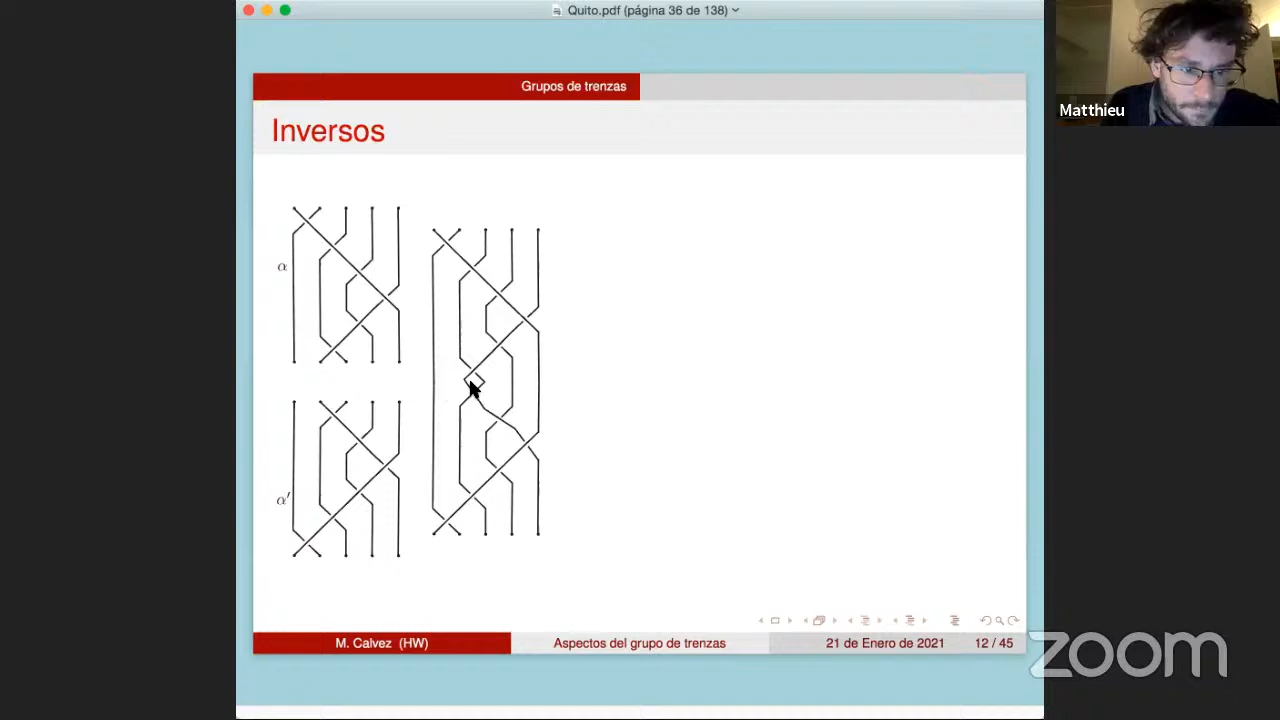 Quito.pdf (página 36 de 138)
Matthieu
Grupos de trenzas
Inversos
α
α′
M. Calvez (HW)
Aspectos del grupo de trenzas
21 de Enero de 2021
12 / 45
zoom